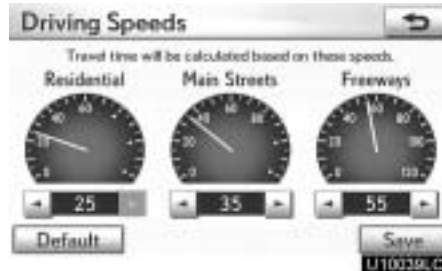 Driving Speeds
Travel time will be calculated based on these speeds.
Residential Main Streets Freeways
25 35 55
Default Save